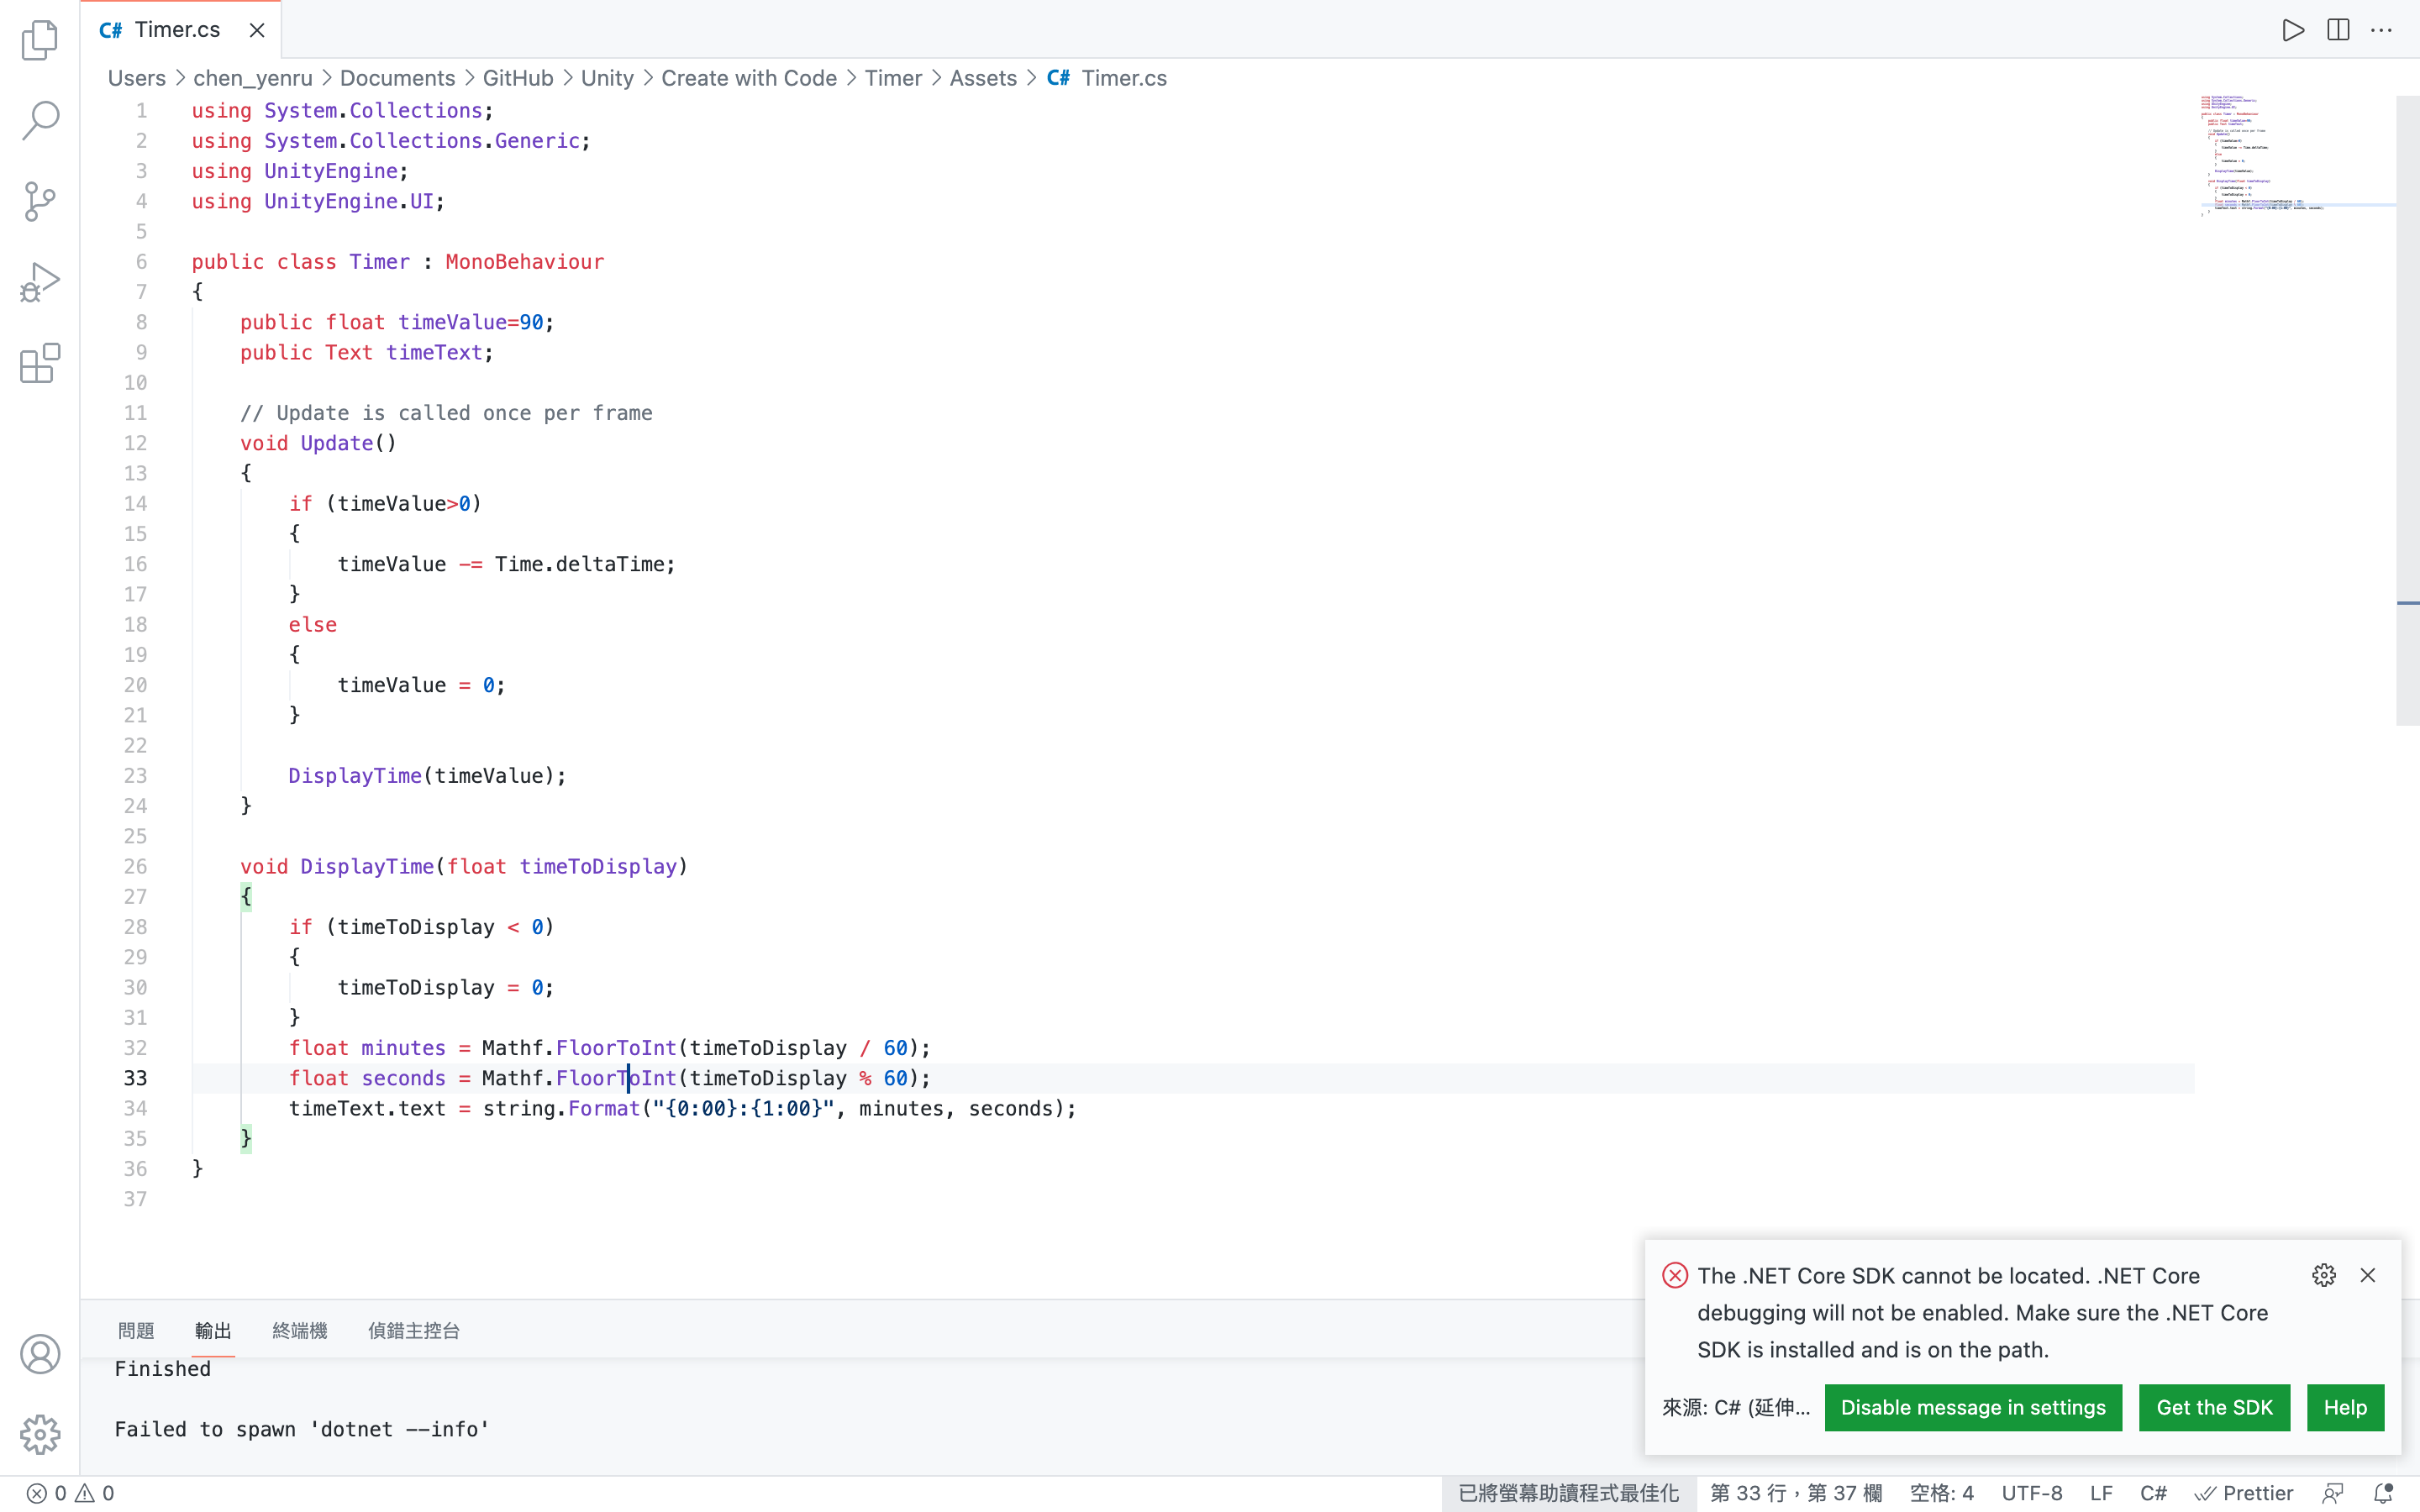 C# Timer.cs
Users > chen_yenru > Documents > GitHub > Unity > Create with Code > Timer > Assets > C# Timer.cs
1 using System.Collections;
2 using System.Collections.Generic;
3 using UnityEngine;
4 using UnityEngine.UI;
5
6 public class Timer : MonoBehaviour
7 {
8 public float timeValue=90;
9 public Text timeText;
10
11 // Update is called once per frame
12 void Update()
13 {
14 if (timeValue>0)
15 {
16 timeValue -= Time.deltaTime;
17 }
18 else
19 {
20 timeValue = 0;
21 }
22
23 DisplayTime(timeValue);
24 }
25
26 void DisplayTime(float timeToDisplay)
27 {
28 if (timeToDisplay < 0)
29 {
30 timeToDisplay = 0;
31 }
32 float minutes = Mathf.FloorToInt(timeToDisplay / 60);
33 float seconds = Mathf.FloorToInt(timeToDisplay % 60);
34 timeText.text = string.Format("{0:00}:{1:00}", minutes, seconds);
35 }
36 }
37
The .NET Core SDK cannot be located. .NET Core
debugging will not be enabled. Make sure the .NET Core
SDK is installed and is on the path.
來源: C# (延伸... Disable message in settings Get the SDK Help
問題 輸出 終端機 偵錯主控台
Finished
Failed to spawn 'dotnet --info'
0 0 已將螢幕助讀程式最佳化 第 33 行，第 37 欄 空格: 4 UTF-8 LF C# Prettier